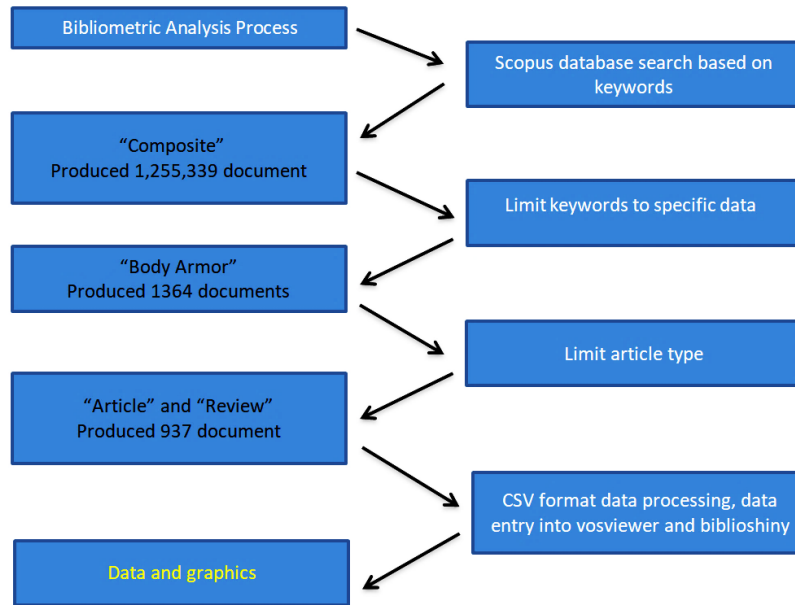 Bibliometric Analysis Process
Scopus database search based on
keywords
“Composite”
Produced 1,255,339 document
Limit keywords to specific data
“Body Armor”
Produced 1364 documents
Limit article type
“Article” and “Review”
Produced 937 document
CSV format data processing, data
entry into vosviewer and biblioshiny
Data and graphics